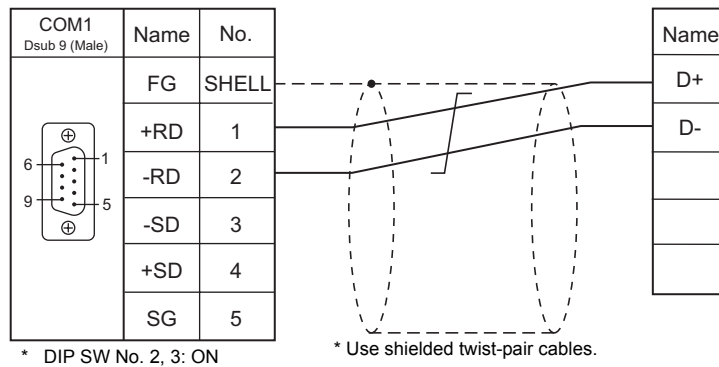 COM1
Dsub 9 (Male)
Name No.
Name
FG SHELL
D+
+RD 1
D-
-RD 2
-SD 3
+SD 4
SG 5
6
1
9
5
* DIP SW No. 2, 3: ON
* Use shielded twist-pair cables.